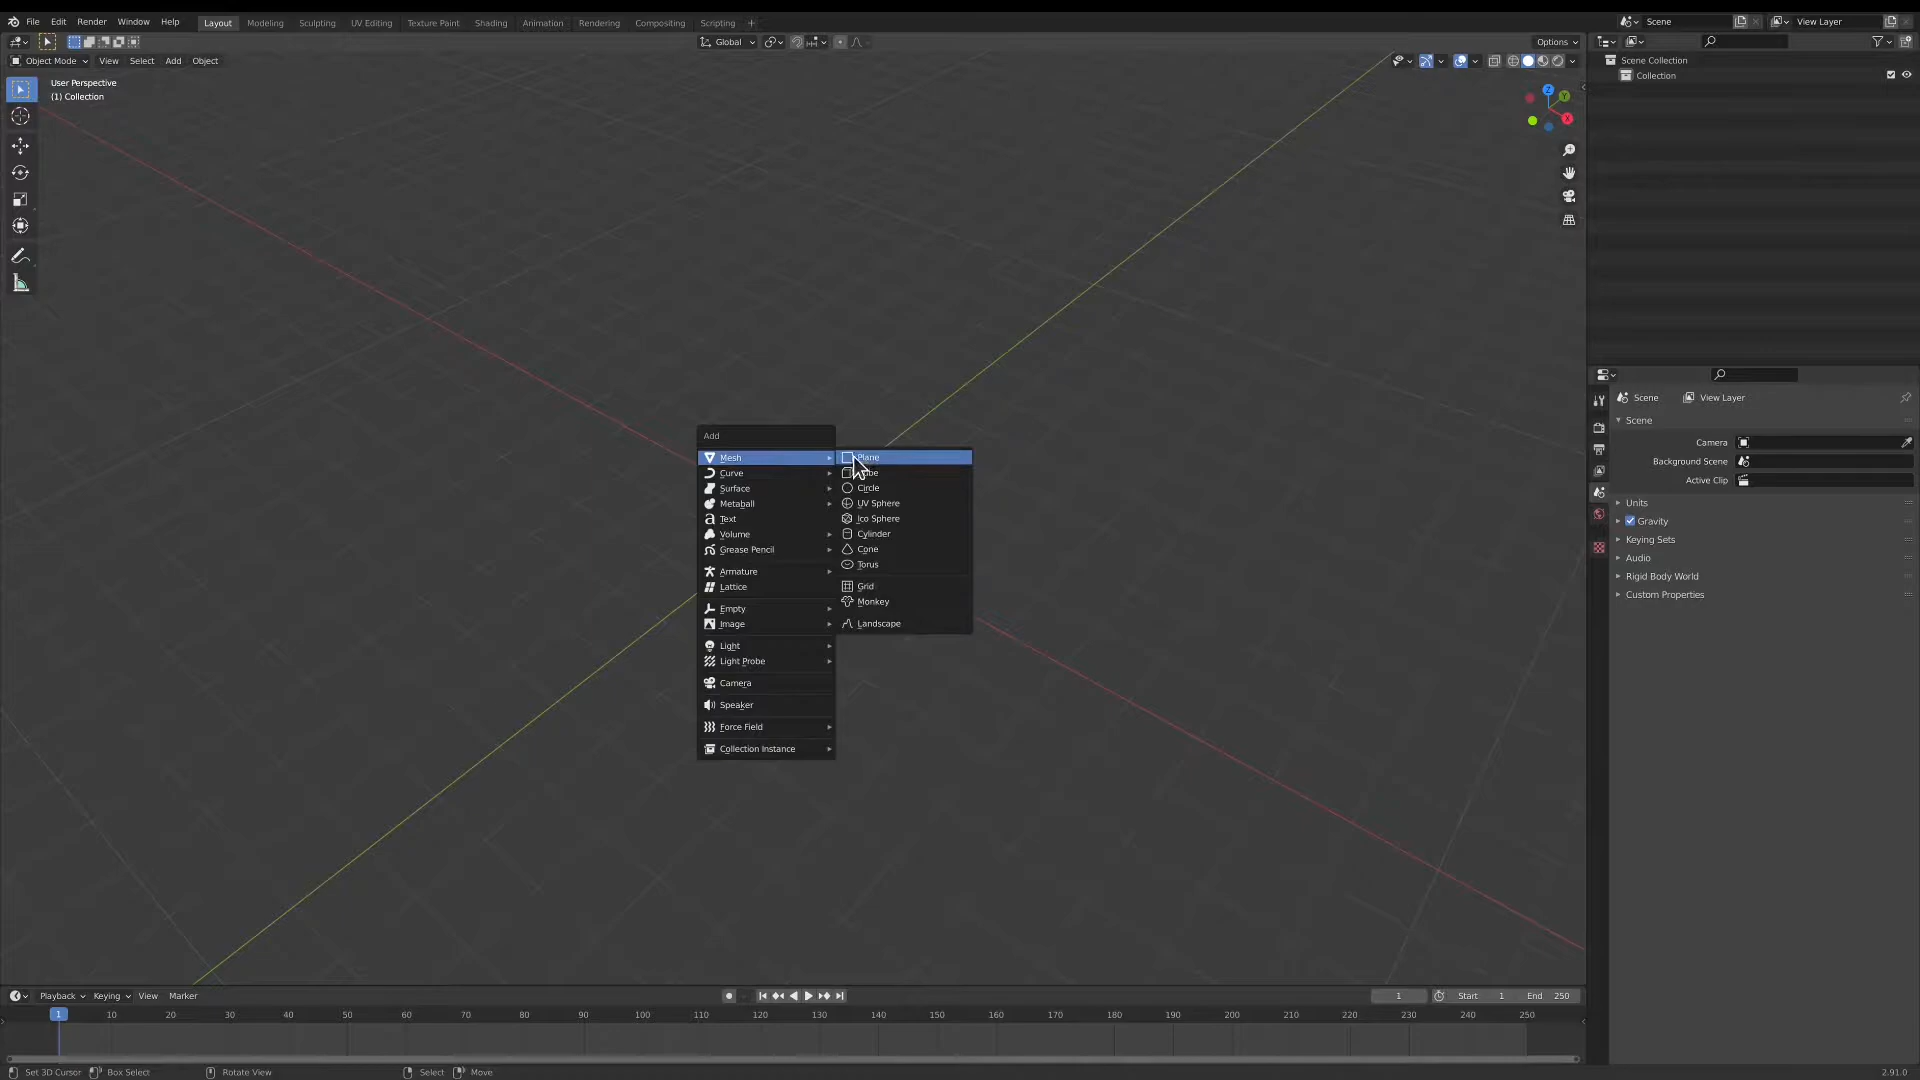 File Edit Render Window Help Layout Modeling Sculpting UV Editing Texture Paint Shading Animation Rendering Compositing Scripting + Scene View Layer
Global Options
Object Mode View Select Add Object
User Perspective
(1) Collection
Scene Collection
Collection
Z
Y
X
Add
Mesh
Curve
Surface
Metaball
Text
Volume
Grease Pencil
Armature
Lattice
Empty
Image
Light
Light Probe
Camera
Speaker
Force Field
Collection Instance
Plane
Circle
UV Sphere
Ico Sphere
Cylinder
Cone
Torus
Grid
Monkey
Landscape
Scene View Layer
Scene
Camera
Background Scene
Active Clip
Units
Gravity
Keying Sets
Audio
Rigid Body World
Custom Properties
Playback Keying View Marker 1 Start 1 End 250
1 10 20 30 40 50 60 70 80 90 100 110 120 130 140 150 160 170 180 190 200 210 220 230 240 250
Set 3D Cursor Box Select Rotate View Select Move 2.91.0